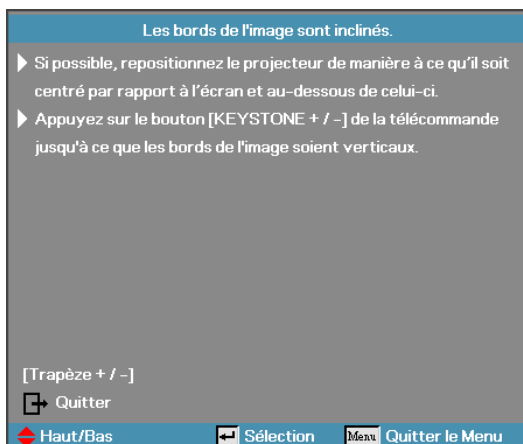 Les bords de l'image sont inclinés.
Si possible, repositionnez le projecteur de manière à ce qu'il soit
centré par rapport à l'écran et au-dessous de celui-ci.
Appuyez sur le bouton [KEYSTONE + / -] de la télécommande
jusqu'à ce que les bords de l'image soient verticaux.
[Trapèze + / -]
Quitter
Haut/Bas Sélection Menu Quitter le Menu